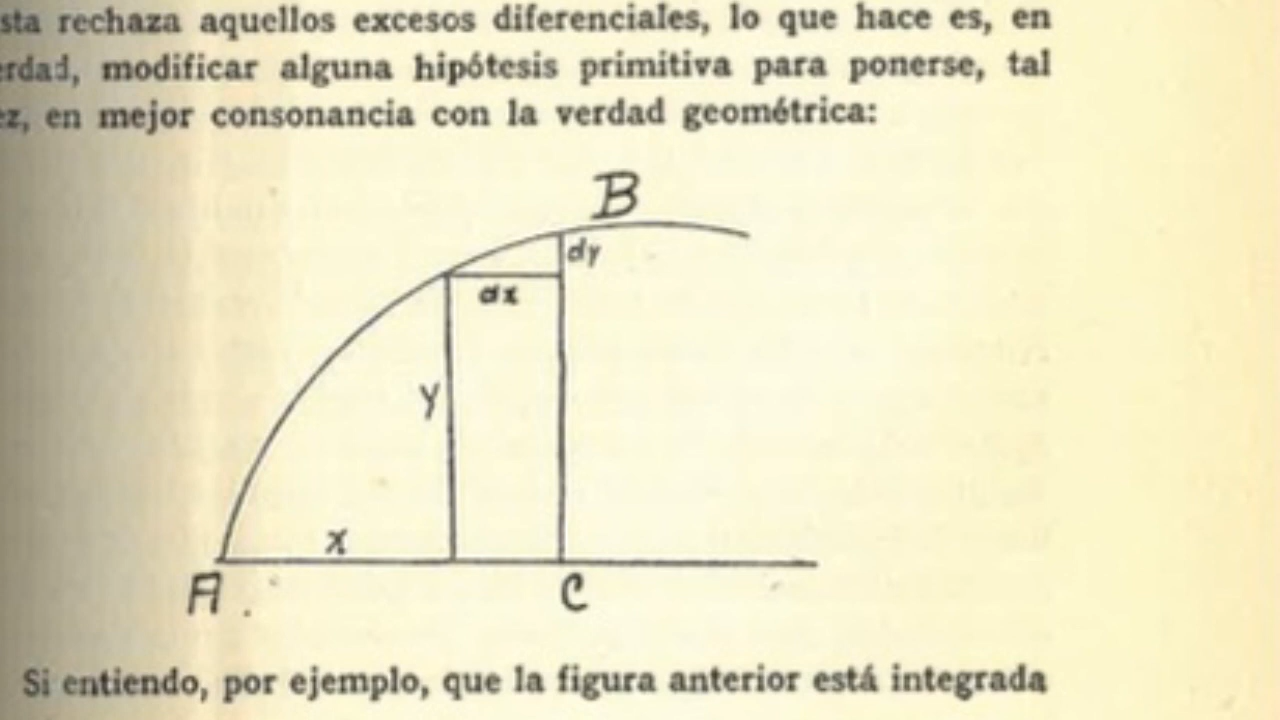 sta rechaza aquellos excesos diferenciales, lo que hace es, en
erdad, modificar alguna hipótesis primitiva para ponerse, tal
ez, en mejor consonancia con la verdad geométrica:
B
dy
dx
y
x
A
C
Si entiendo, por ejemplo, que la figura anterior está integrada